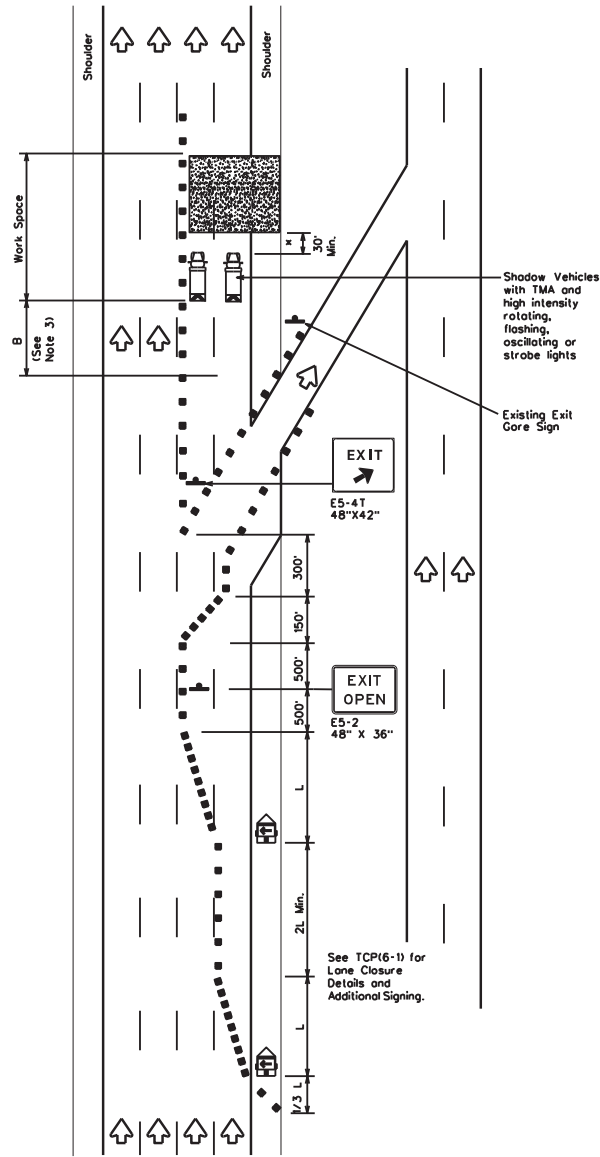 Shoulder
Shoulder
Work Space
x
30'
Min.
B
(See
Note 3)
Shadow Vehicles
with TMA and
high intensity
rotating,
flashing,
oscillating or
strobe lights
Existing Exit
Gore Sign
EXIT
E5-4T
48"X42"
300'
150'
500'
EXIT
OPEN
500'
E5-2
48" X 36"
L
2L Min.
See TCP(6-1) for
Lane Closure
Details and
Additional Signing.
L
1/3 L